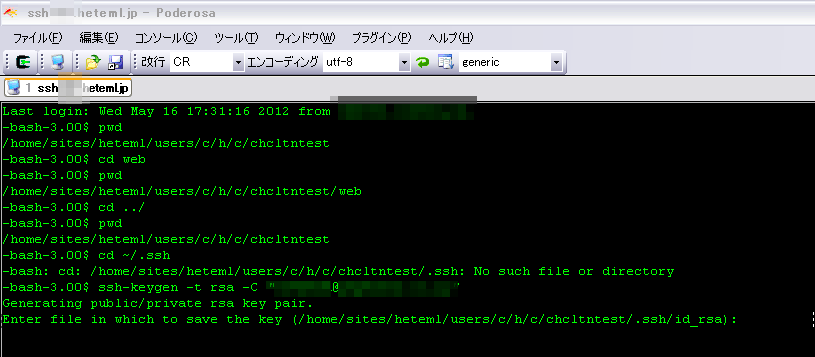 ssh heteml.jp - Poderosa
ファイル(F) 編集(E) コンソール(C) ツール(T) ウィンドウ(W) プラグイン(P) ヘルプ(H)
改行 CR エンコーディング utf-8 generic
1 ssh heteml.jp
Last login: Wed May 16 17:31:16 2012 from
-bash-3.00$ pwd
/home/sites/heteml/users/c/h/c/chcltntest
-bash-3.00$ cd web
-bash-3.00$ pwd
/home/sites/heteml/users/c/h/c/chcltntest/web
-bash-3.00$ cd ../
-bash-3.00$ pwd
/home/sites/heteml/users/c/h/c/chcltntest
-bash-3.00$ cd ~/.ssh
-bash: cd: /home/sites/heteml/users/c/h/c/chcltntest/.ssh: No such file or directory
-bash-3.00$ ssh-keygen -t rsa -C "@"
Generating public/private rsa key pair.
Enter file in which to save the key (/home/sites/heteml/users/c/h/c/chcltntest/.ssh/id_rsa):